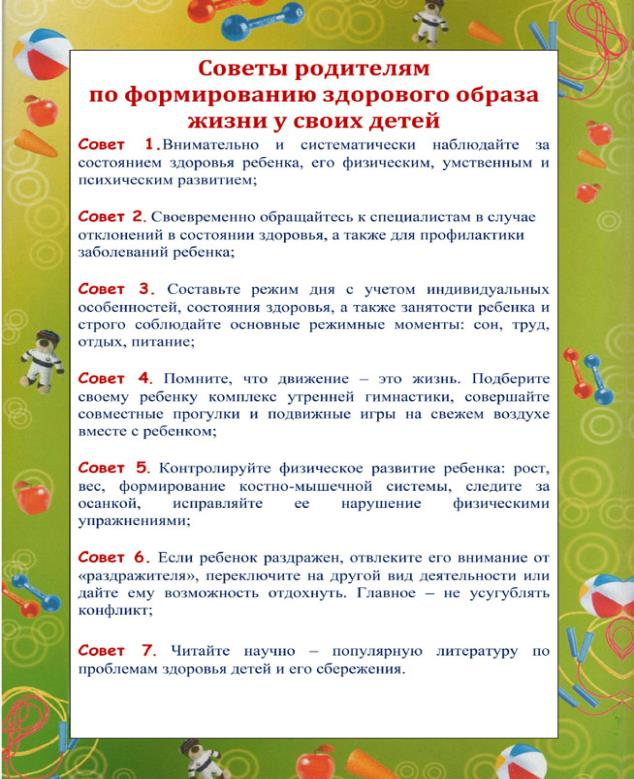 Советы родителям
по формированию здорового образа
жизни у своих детей
Совет 1.Внимательно и систематически наблюдайте за
состоянием здоровья ребенка, его физическим, умственным и
психическим развитием;
Совет 2. Своевременно обращайтесь к специалистам в случае
отклонений в состоянии здоровья, а также для профилактики
заболеваний ребенка;
Совет 3. Составьте режим дня с учетом индивидуальных
особенностей, состояния здоровья, а также занятости ребенка и
строго соблюдайте основные режимные моменты: сон, труд,
отдых, питание;
Совет 4. Помните, что движение – это жизнь. Подберите
своему ребенку комплекс утренней гимнастики, совершайте
совместные прогулки и подвижные игры на свежем воздухе
вместе с ребенком;
Совет 5. Контролируйте физическое развитие ребенка: рост,
вес, формирование костно-мышечной системы, следите за
осанкой, исправляйте ее нарушение физическими
упражнениями;
Совет 6. Если ребенок раздражен, отвлеките его внимание от
«раздражителя», переключите на другой вид деятельности или
дайте ему возможность отдохнуть. Главное – не усугублять
конфликт;
Совет 7. Читайте научно – популярную литературу по
проблемам здоровья детей и его сбережения.